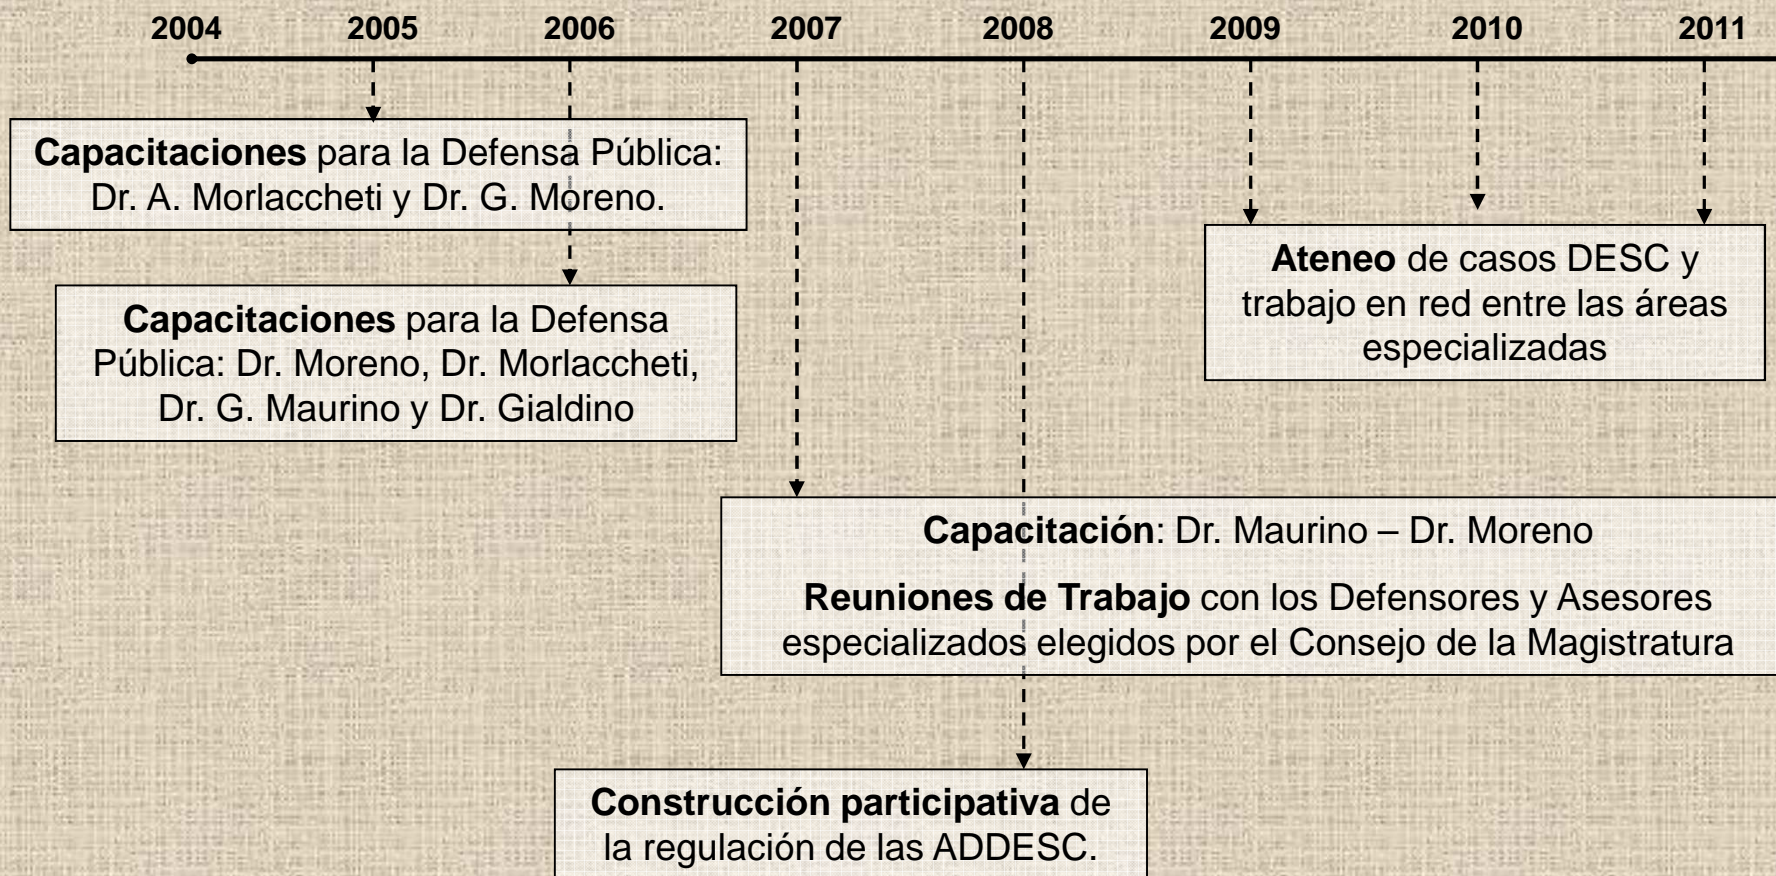 2004 2005 2006 2007 2008 2009 2010 2011
Capacitaciones para la Defensa Pública:
Dr. A. Morlaccheti y Dr. G. Moreno.
Capacitaciones para la Defensa
Pública: Dr. Moreno, Dr. Morlaccheti,
Dr. G. Maurino y Dr. Gialdino
Ateneo de casos DESC y
trabajo en red entre las áreas
especializadas
Capacitación: Dr. Maurino – Dr. Moreno
Reuniones de Trabajo con los Defensores y Asesores
especializados elegidos por el Consejo de la Magistratura
Construcción participativa de
la regulación de las ADDESC.